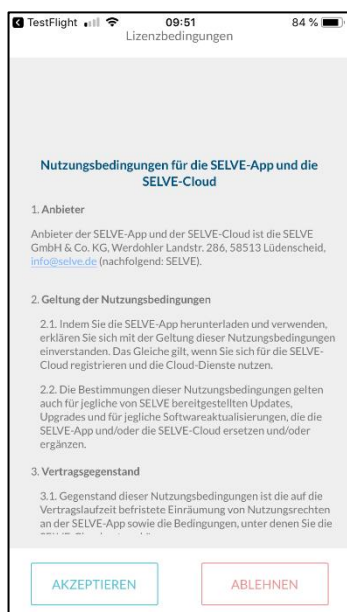 TestFlight 09:51 84 %
Lizenzbedingungen
Nutzungsbedingungen für die SELVE-App und die
SELVE-Cloud
1. Anbieter
Anbieter der SELVE-App und der SELVE-Cloud ist die SELVE
GmbH & Co. KG, Werdohler Landstr. 286, 58513 Lüdenscheid,
info@selve.de (nachfolgend: SELVE).
2. Geltung der Nutzungsbedingungen
2.1. Indem Sie die SELVE-App herunterladen und verwenden,
erklären Sie sich mit der Geltung dieser Nutzungsbedingungen
einverstanden. Das Gleiche gilt, wenn Sie sich für die SELVE-
Cloud registrieren und die Cloud-Dienste nutzen.
2.2. Die Bestimmungen dieser Nutzungsbedingungen gelten
auch für jegliche von SELVE bereitgestellten Updates,
Upgrades und für jegliche Softwareaktualisierungen, die die
SELVE-App und/oder die SELVE-Cloud ersetzen und/oder
ergänzen.
3. Vertragsgegenstand
3.1. Gegenstand dieser Nutzungsbedingungen ist die auf die
Vertragslaufzeit befristete Einräumung von Nutzungsrechten
an der SELVE-App sowie die Bedingungen, unter denen Sie die
AKZEPTIEREN ABLEHNEN